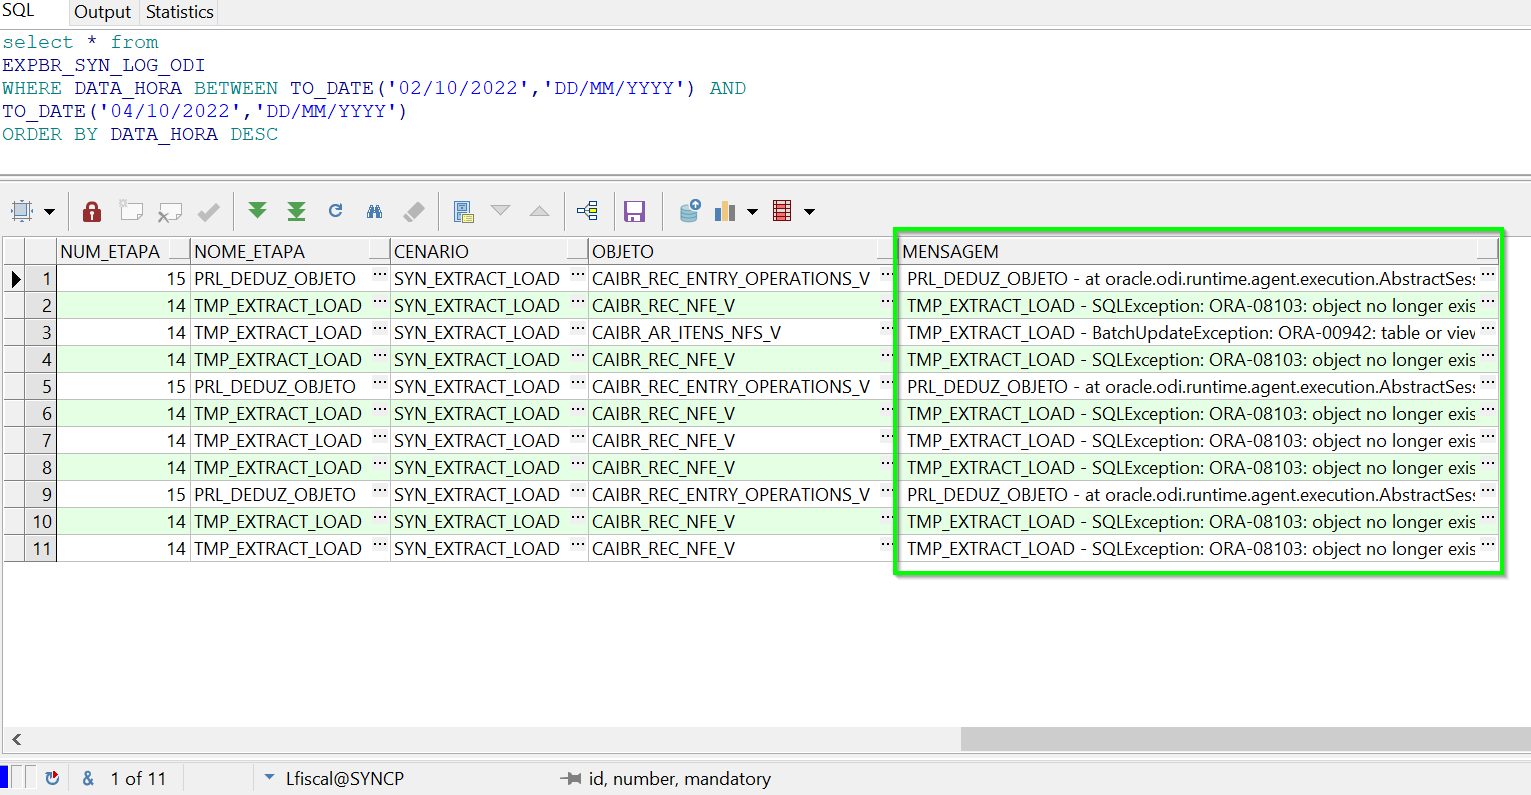 SQL Output Statistics
select * from
EXPBR_SYN_LOG_ODI
WHERE DATA_HORA BETWEEN TO_DATE('02/10/2022','DD/MM/YYYY') AND
TO_DATE('04/10/2022','DD/MM/YYYY')
ORDER BY DATA_HORA DESC
NUM_ETAPA NOME_ETAPA CENARIO OBJETO MENSAGEM
1 15 PRL_DEDUZ_OBJETO ... SYN_EXTRACT_LOAD ... CAIBR_REC_ENTRY_OPERATIONS_V ... PRL_DEDUZ_OBJETO - at oracle.odi.runtime.agent.execution.AbstractSess ...
2 14 TMP_EXTRACT_LOAD ... SYN_EXTRACT_LOAD ... CAIBR_REC_NFE_V ... TMP_EXTRACT_LOAD - SQLException: ORA-08103: object no longer exis ...
3 14 TMP_EXTRACT_LOAD ... SYN_EXTRACT_LOAD ... CAIBR_AR_ITENS_NFS_V ... TMP_EXTRACT_LOAD - BatchUpdateException: ORA-00942: table or view ...
4 14 TMP_EXTRACT_LOAD ... SYN_EXTRACT_LOAD ... CAIBR_REC_NFE_V ... TMP_EXTRACT_LOAD - SQLException: ORA-08103: object no longer exis ...
5 15 PRL_DEDUZ_OBJETO ... SYN_EXTRACT_LOAD ... CAIBR_REC_ENTRY_OPERATIONS_V ... PRL_DEDUZ_OBJETO - at oracle.odi.runtime.agent.execution.AbstractSess ...
6 14 TMP_EXTRACT_LOAD ... SYN_EXTRACT_LOAD ... CAIBR_REC_NFE_V ... TMP_EXTRACT_LOAD - SQLException: ORA-08103: object no longer exis ...
7 14 TMP_EXTRACT_LOAD ... SYN_EXTRACT_LOAD ... CAIBR_REC_NFE_V ... TMP_EXTRACT_LOAD - SQLException: ORA-08103: object no longer exis ...
8 14 TMP_EXTRACT_LOAD ... SYN_EXTRACT_LOAD ... CAIBR_REC_NFE_V ... TMP_EXTRACT_LOAD - SQLException: ORA-08103: object no longer exis ...
9 15 PRL_DEDUZ_OBJETO ... SYN_EXTRACT_LOAD ... CAIBR_REC_ENTRY_OPERATIONS_V ... PRL_DEDUZ_OBJETO - at oracle.odi.runtime.agent.execution.AbstractSess ...
10 14 TMP_EXTRACT_LOAD ... SYN_EXTRACT_LOAD ... CAIBR_REC_NFE_V ... TMP_EXTRACT_LOAD - SQLException: ORA-08103: object no longer exis ...
11 14 TMP_EXTRACT_LOAD ... SYN_EXTRACT_LOAD ... CAIBR_REC_NFE_V ... TMP_EXTRACT_LOAD - SQLException: ORA-08103: object no longer exis ...
& 1 of 11 Lfiscal@SYNCP id, number, mandatory